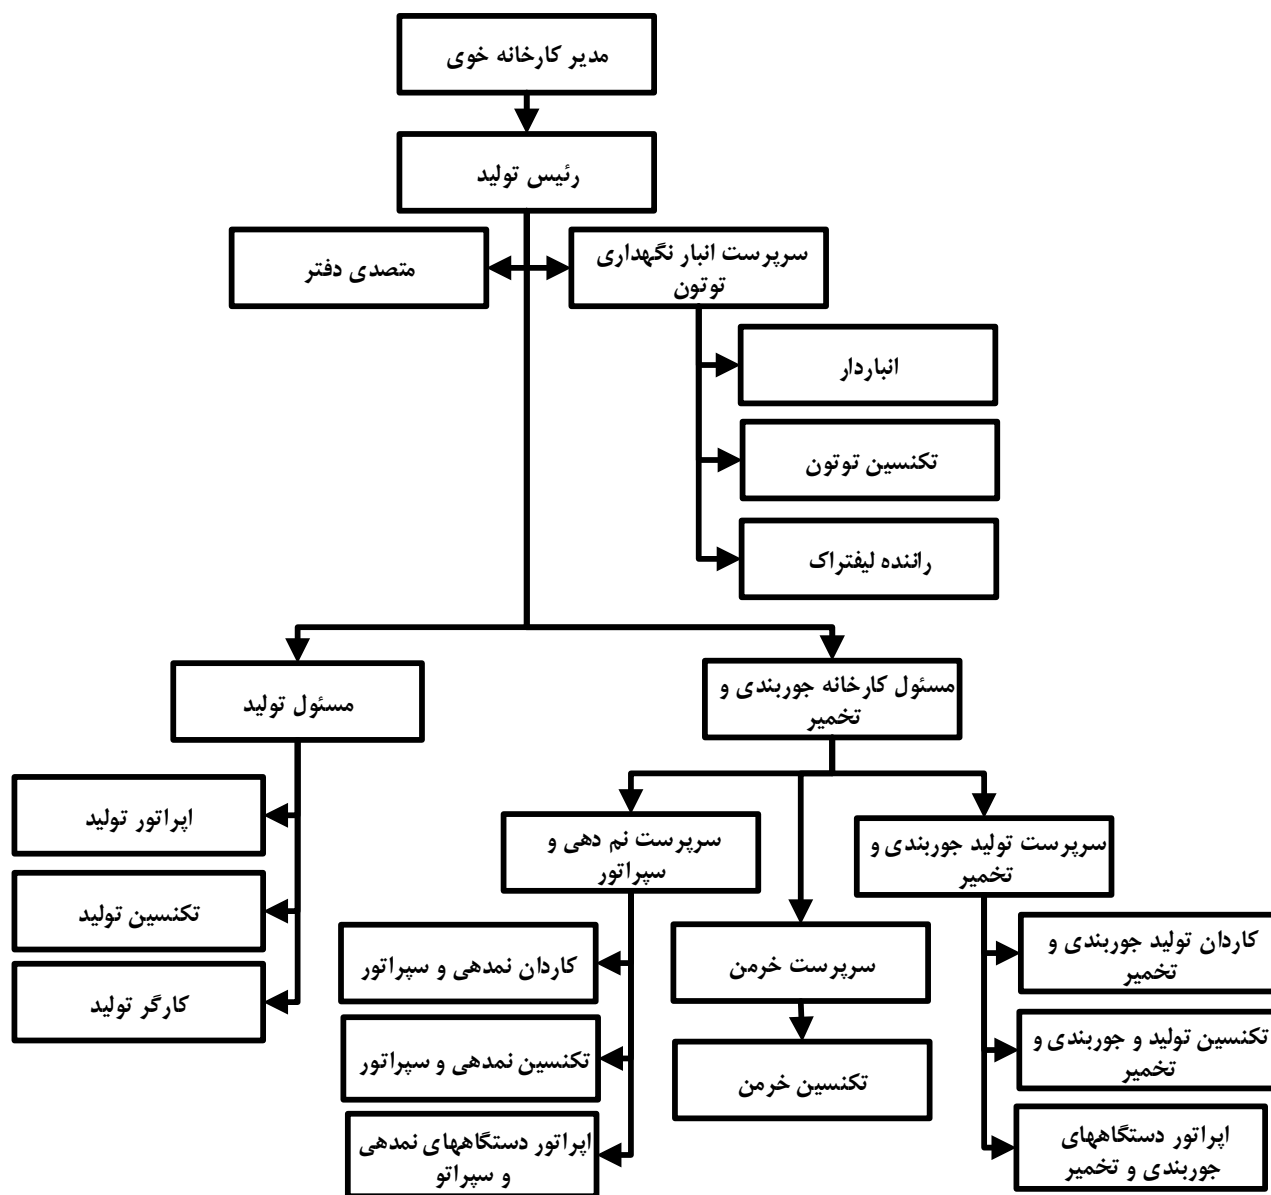 مدیر کارخانه خوی
رئیس تولید
سرپرست انبار نگهداری
توتون
متصدی دفتر
انباردار
تکنسین توتون
راننده لیفتراک
مسئول کارخانه جوربندی و
تخمیر
مسئول تولید
سرپرست تولید جوربندی و
تخمیر
کاردان تولید جوربندی و
تخمیر
تکنسین تولید و جوربندی و
تخمیر
اپراتور دستگاههای
جوربندی و تخمیر
سرپرست خرمن
تکنسین خرمن
سرپرست نم دهی و
سپراتور
کاردان نمدهی و سپراتور
تکنسین نمدهی و سپراتور
اپراتور دستگاههای نمدهی
و سپراتو
اپراتور تولید
تکنسین تولید
کارگر تولید